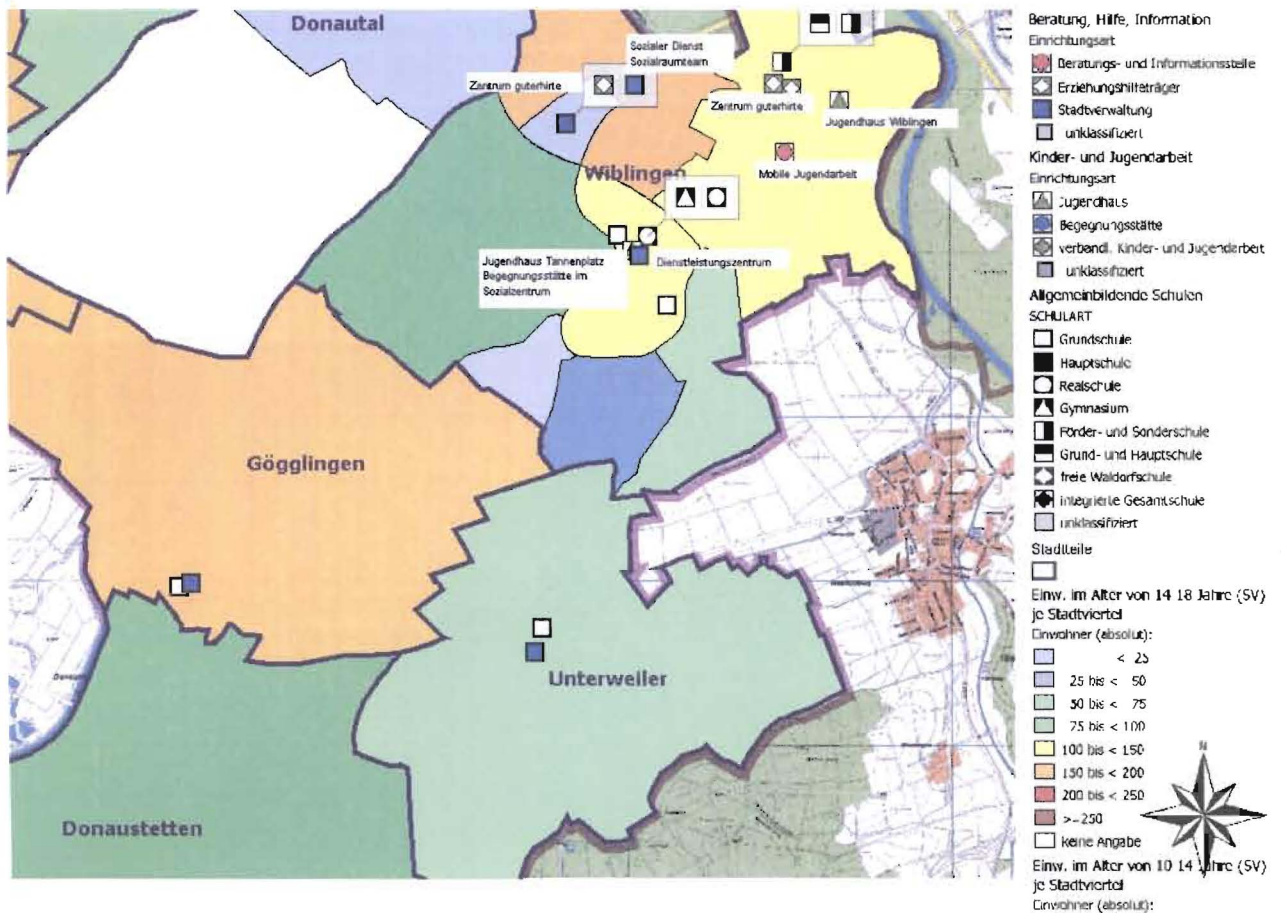 Donautal
Sozialer Dienst
Sozialraumteam
Zentrum guterhirte
Zentrum guterhirte
Jugendhaus Wiblingen
Wiblingen
Mobile Jugendarbeit
Jugendhaus Tannenplatz
Begegnungsstätte im
Sozialzentrum
Dienstleistungszentrum
Gögglingen
Unterweiler
Donaustetten
Beratung, Hilfe, Information
Einrichtungsart
Beratungs- und Informationsstelle
Erziehungshilfeträger
Stadtverwaltung
unklassifiziert
Kinder- und Jugendarbeit
Einrichtungsart
Jugendhaus
Begegnungsstätte
verbandl. Kinder- und Jugendarbeit
unklassifiziert
Allgemeinbildende Schulen
SCHULART
Grundschule
Hauptschule
Realschule
Gymnasium
Förder- und Sonderschule
Grund- und Hauptschule
freie Waldorfschule
integrierte Gesamtschule
unklassifiziert
Stadtteile
Einw. im Alter von 14 18 Jahre (SV)
je Stadtviertel
Einwohner (absolut):
< 25
25 bis < 50
50 bis < 75
75 bis < 100
100 bis < 150
150 bis < 200
200 bis < 250
>=250
keine Angabe
N
Einw. im Alter von 10 14 Jahre (SV)
je Stadtviertel
Einwohner (absolut):